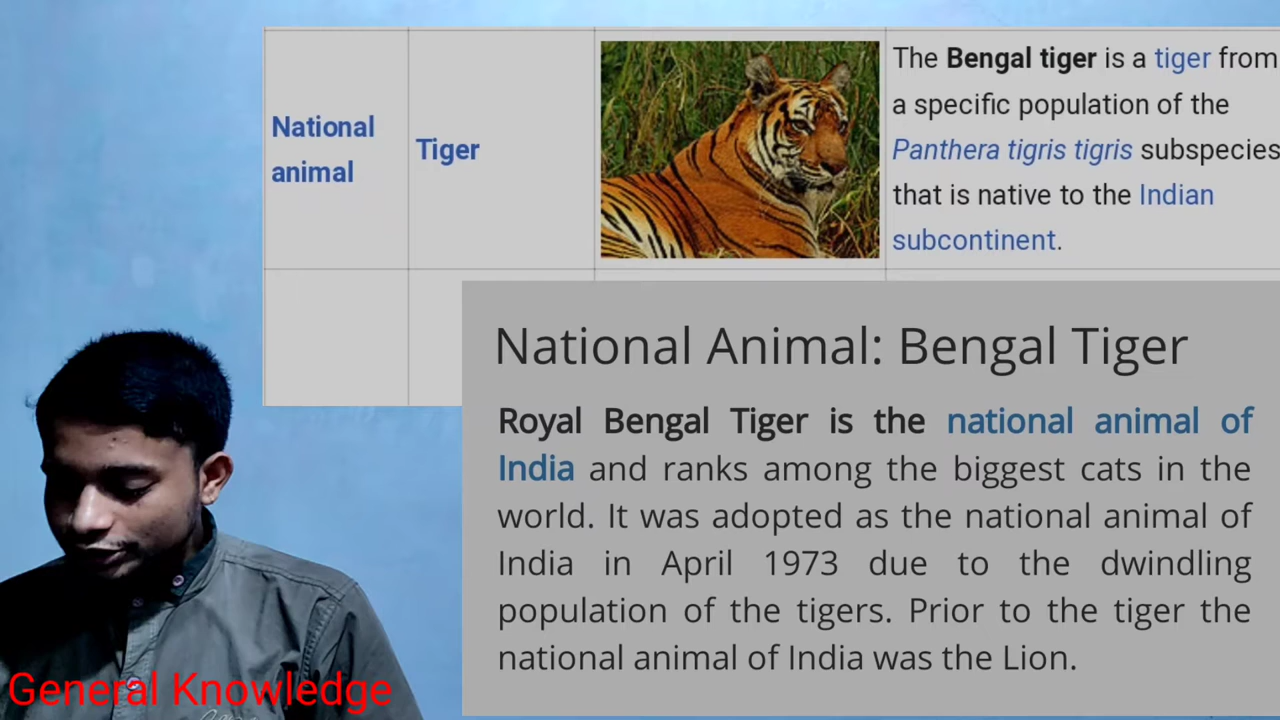 National
animal
Tiger
The Bengal tiger is a tiger from
a specific population of the
Panthera tigris tigris subspecies
that is native to the Indian
subcontinent.
National Animal: Bengal Tiger
Royal Bengal Tiger is the national animal of
India and ranks among the biggest cats in the
world. It was adopted as the national animal of
India in April 1973 due to the dwindling
population of the tigers. Prior to the tiger the
national animal of India was the Lion.
General Knowledge